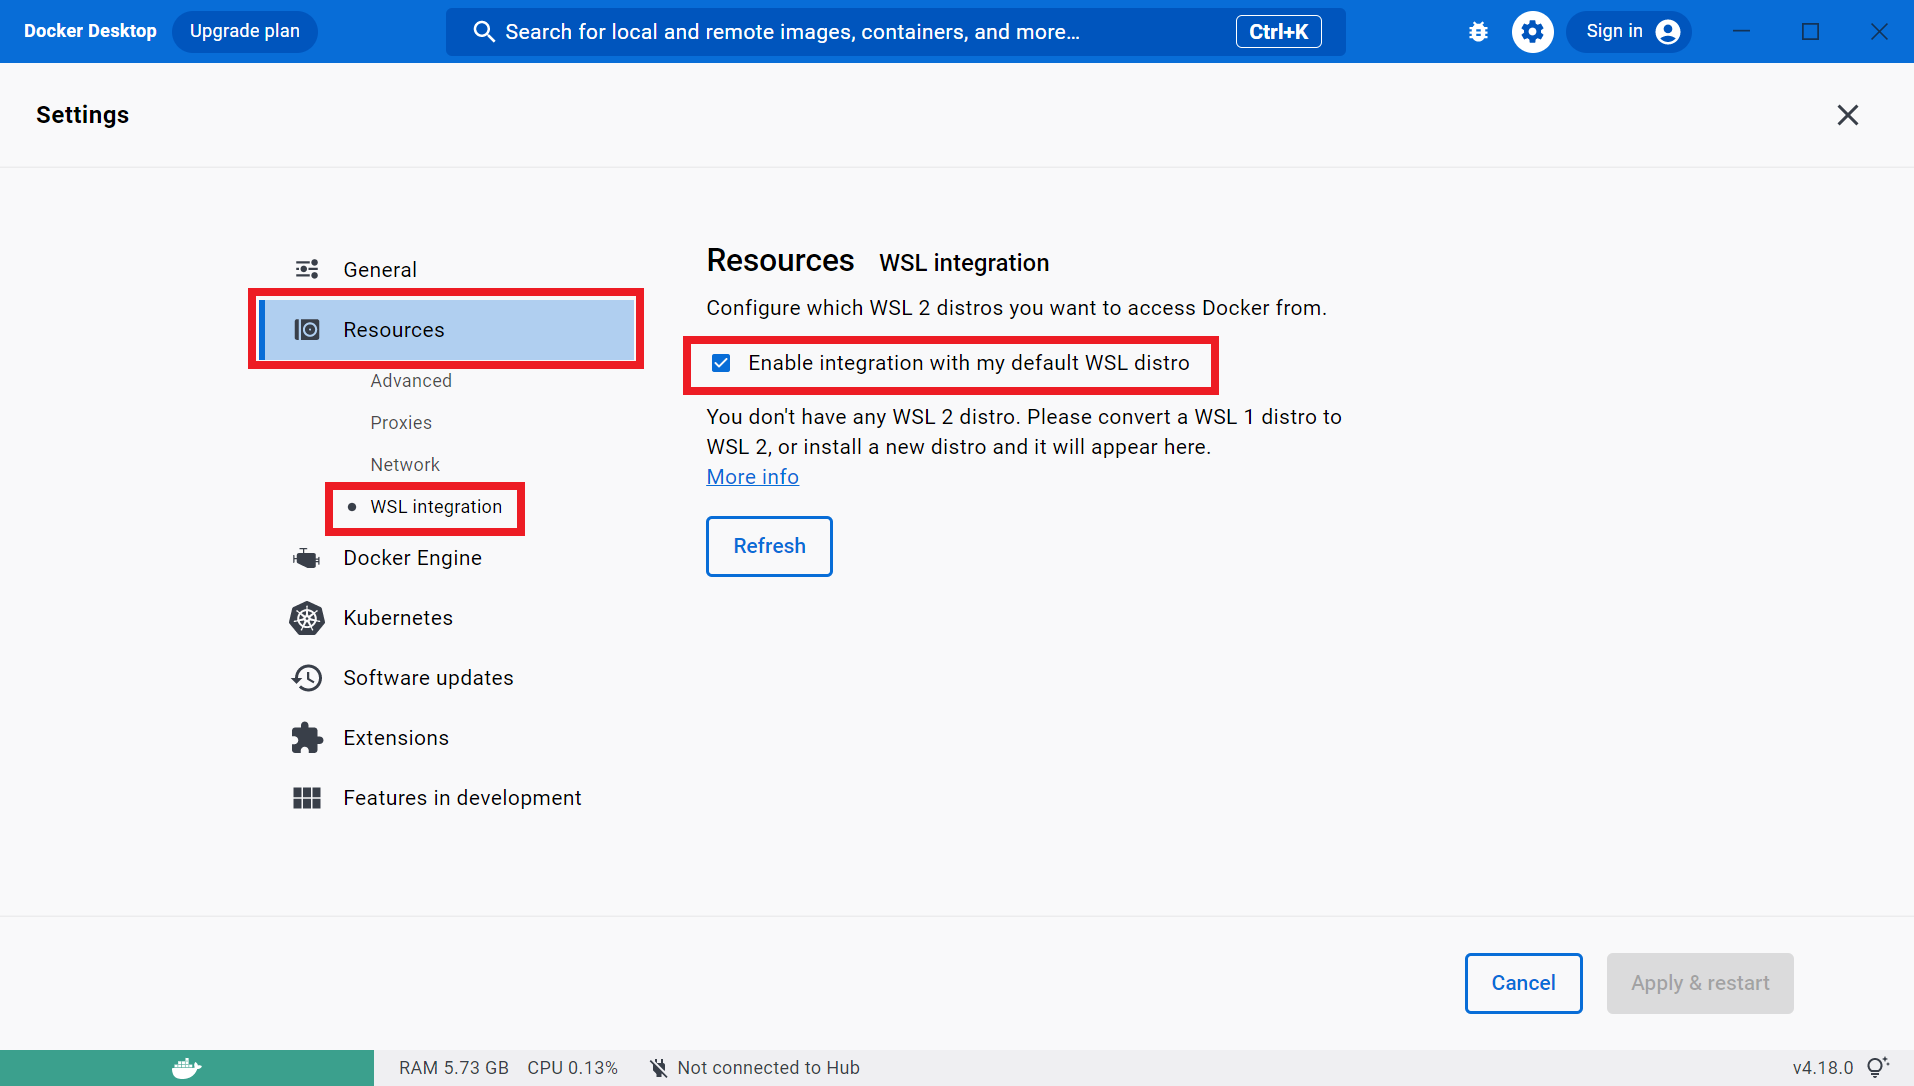 Docker Desktop
Upgrade plan
Search for local and remote images, containers, and more...
Ctrl+K
Sign in
Settings
General
Resources
Advanced
Proxies
Network
WSL integration
Docker Engine
Kubernetes
Software updates
Extensions
Features in development
Resources WSL integration
Configure which WSL 2 distros you want to access Docker from.
Enable integration with my default WSL distro
You don't have any WSL 2 distro. Please convert a WSL 1 distro to
WSL 2, or install a new distro and it will appear here.
More info
Refresh
Cancel
Apply & restart
RAM 5.73 GB CPU 0.13% Not connected to Hub
v4.18.0